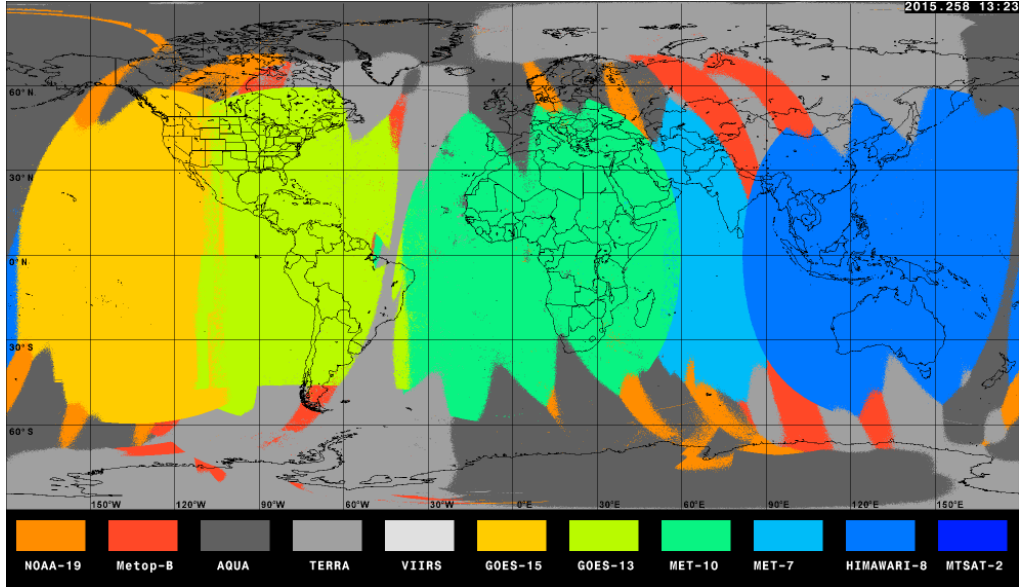 2015.258 13:23
60°N
30°N
0°N
30°S
60°S
150°W 120°W 90°W 60°W 30°W 0°E 30°E 60°E 90°E 120°E 150°E
NOAA-19 Metop-B AQUA TERRA VIIRS GOES-15 GOES-13 MET-10 MET-7 HIMAWARI-8 MTSAT-2